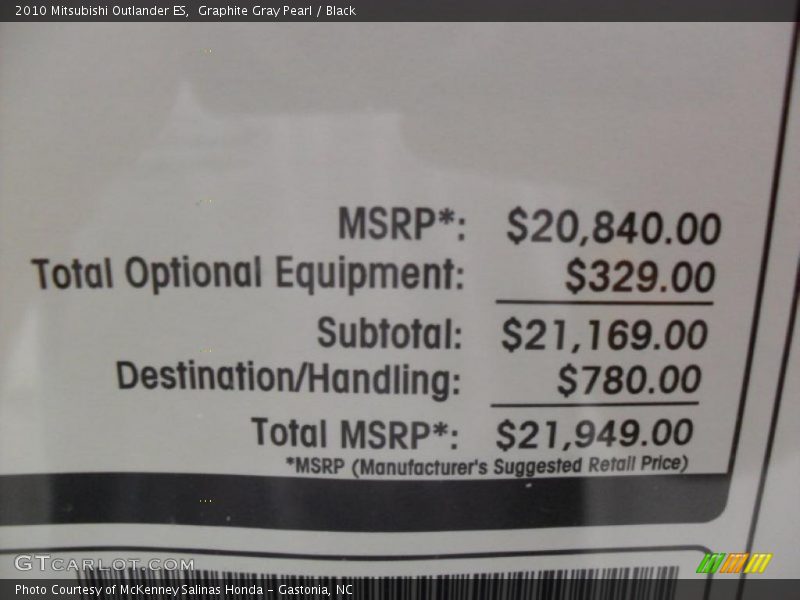 2010 Mitsubishi Outlander ES, Graphite Gray Pearl / Black
MSRP*: $20,840.00
Total Optional Equipment: $329.00
Subtotal: $21,169.00
Destination/Handling: $780.00
Total MSRP*: $21,949.00
*MSRP (Manufacturer's Suggested Retail Price)
GTCARLOT.COM
Photo Courtesy of McKenney Salinas Honda – Gastonia, NC